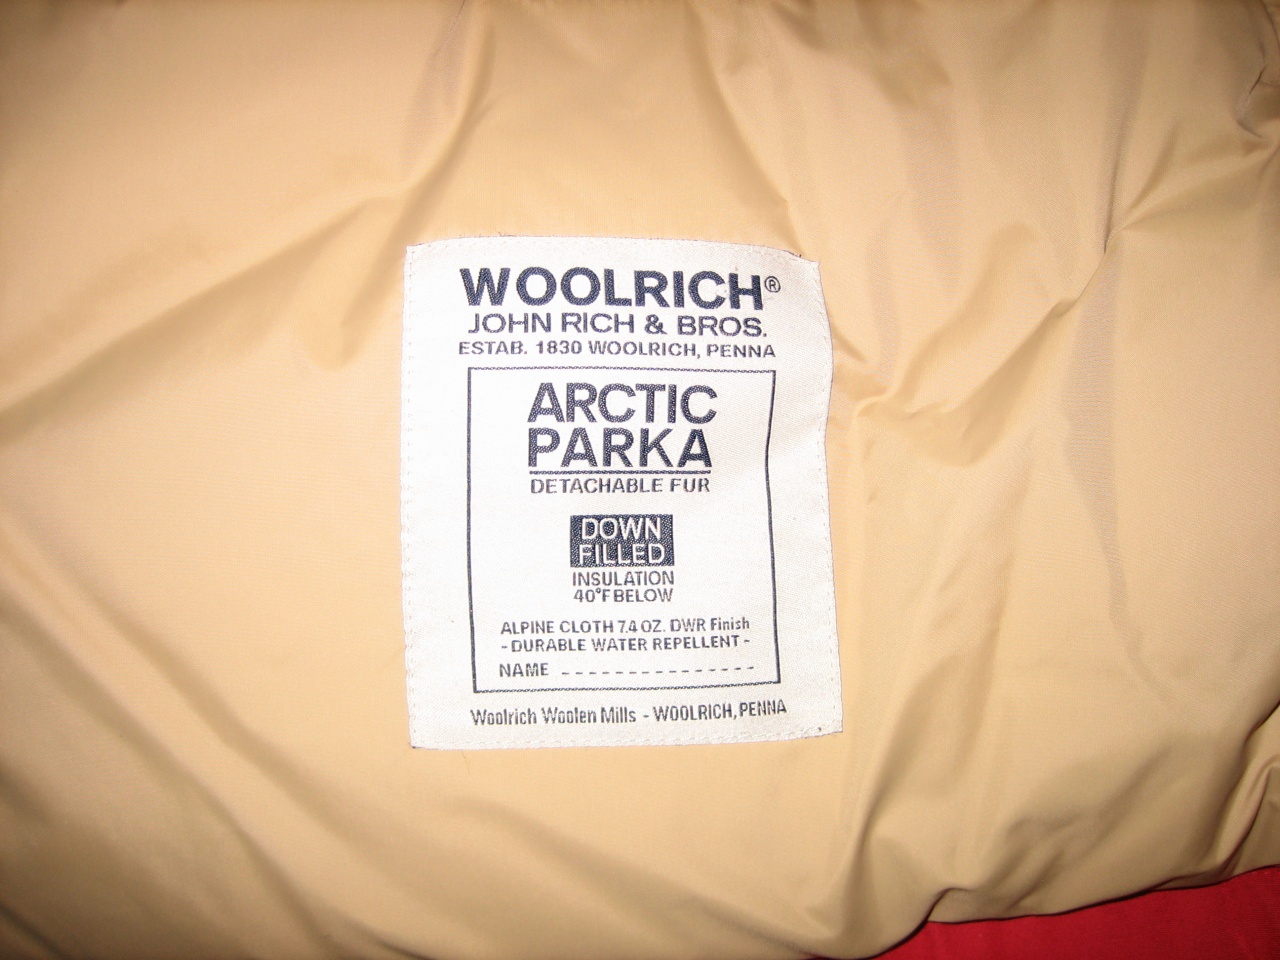 WOOLRICH®
JOHN RICH & BROS.
ESTAB. 1830 WOOLRICH, PENNA
ARCTIC
PARKA
DETACHABLE FUR
DOWN
FILLED
INSULATION
40°F BELOW
ALPINE CLOTH 7.4 OZ. DWR Finish
- DURABLE WATER REPELLENT -
NAME ---------------
Woolrich Woolen Mills - WOOLRICH, PENNA